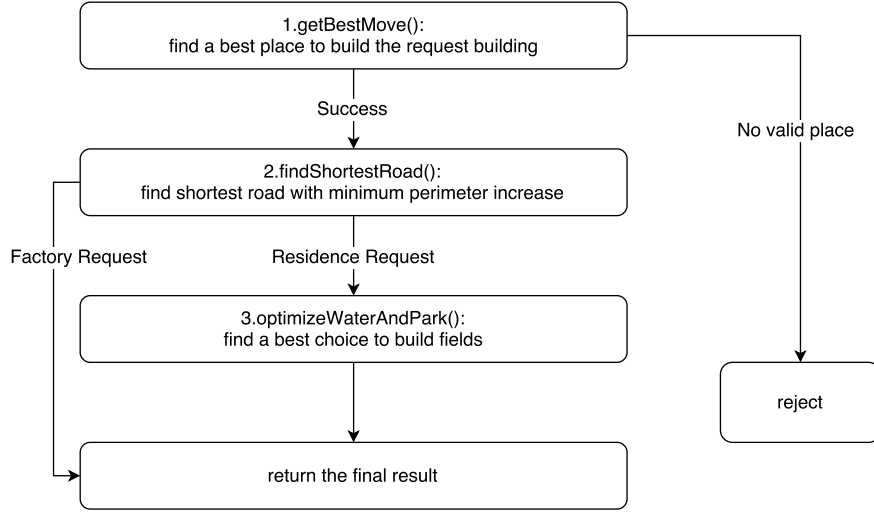 1.getBestMove():
find a best place to build the request building
Success
No valid place
2.findShortestRoad():
find shortest road with minimum perimeter increase
Factory Request
Residence Request
3.optimizeWaterAndPark():
find a best choice to build fields
reject
return the final result